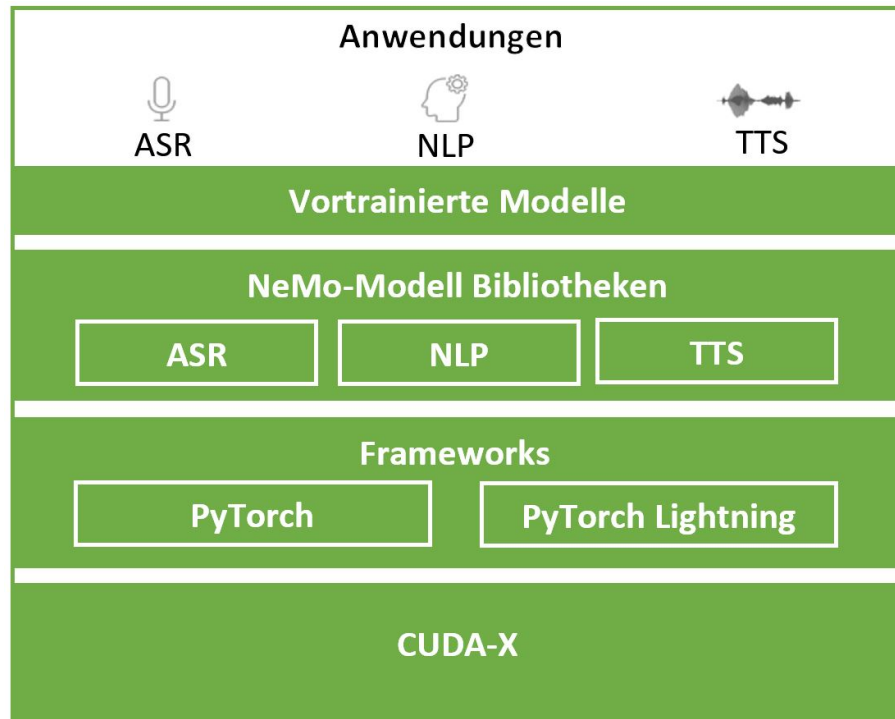 Anwendungen
ASR NLP TTS
Vortrainierte Modelle
NeMo-Modell Bibliotheken
ASR NLP TTS
Frameworks
PyTorch PyTorch Lightning
CUDA-X